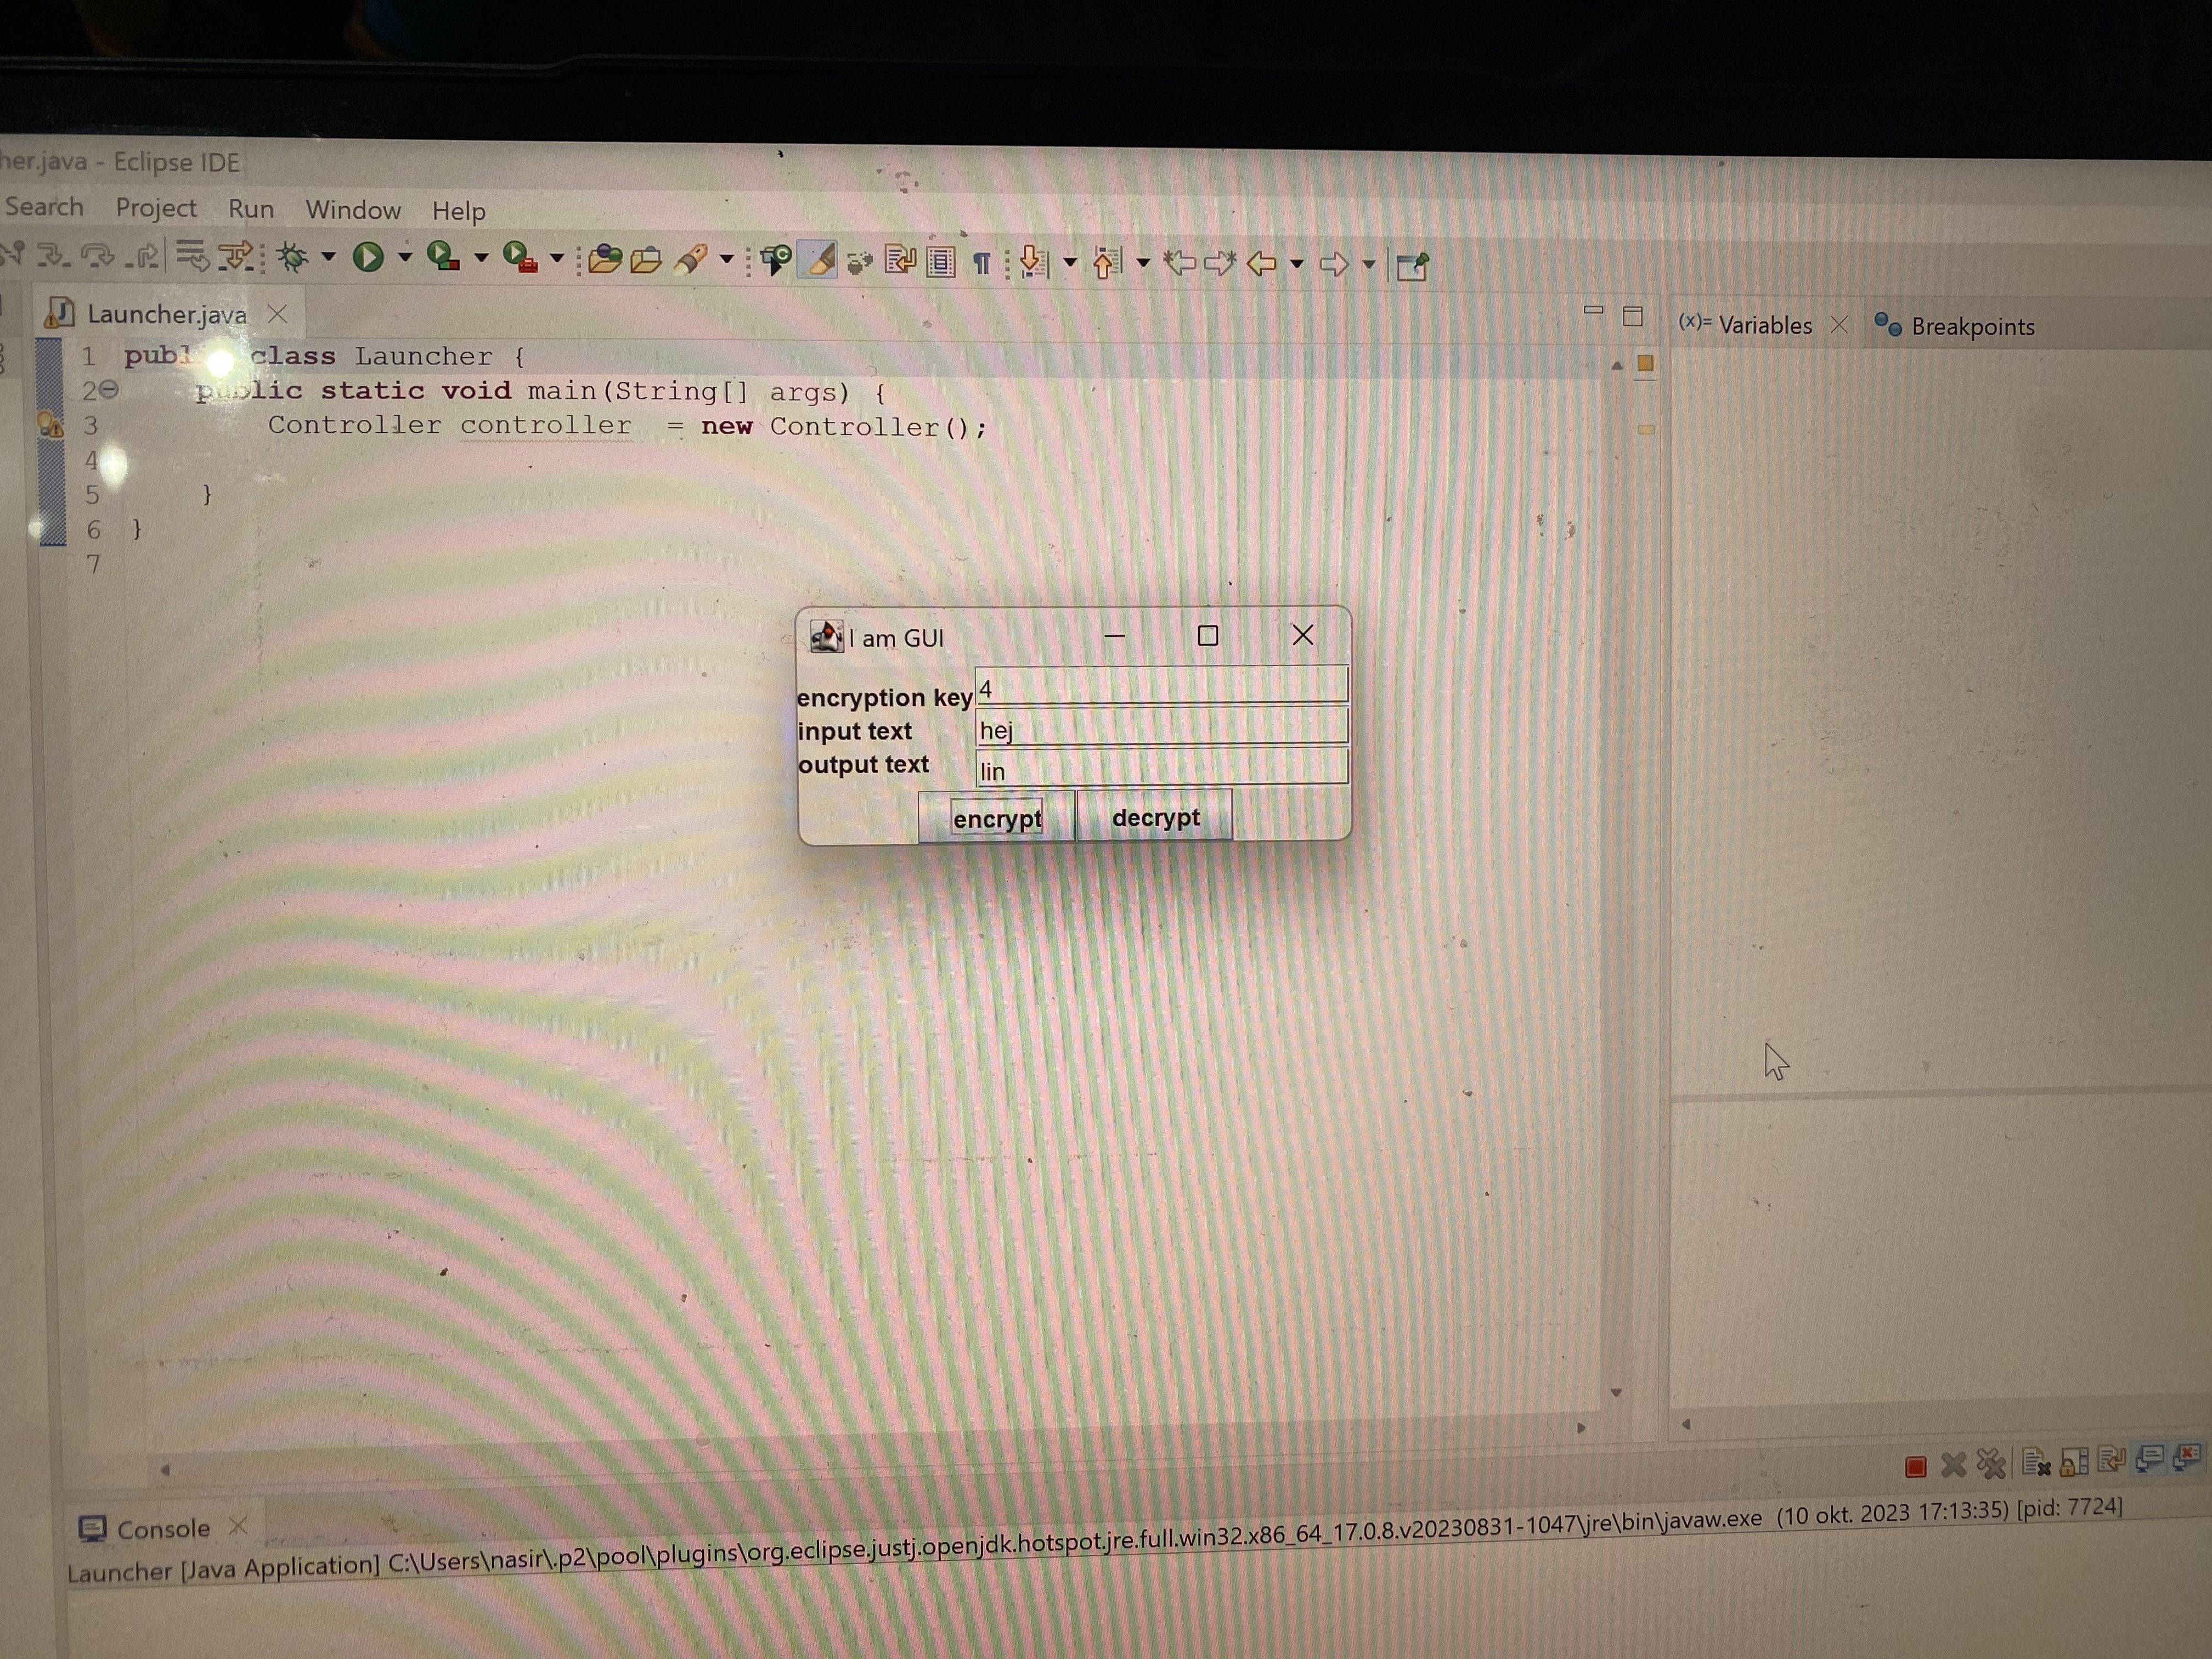 her.java - Eclipse IDE
Search Project Run Window Help
Launcher.java
(x)= Variables
Breakpoints
1 public class Launcher {
2 public static void main(String[] args) {
3 Controller controller = new Controller();
4
5 }
6 }
7
I am GUI
encryption key 4
input text hej
output text lin
encrypt decrypt
Console
Launcher [Java Application] C:\Users\nasir\.p2\pool\plugins\org.eclipse.justj.openjdk.hotspot.jre.full.win32.x86_64_17.0.8.v20230831-1047\jre\bin\javaw.exe (10 okt. 2023 17:13:35) [pid: 7724]